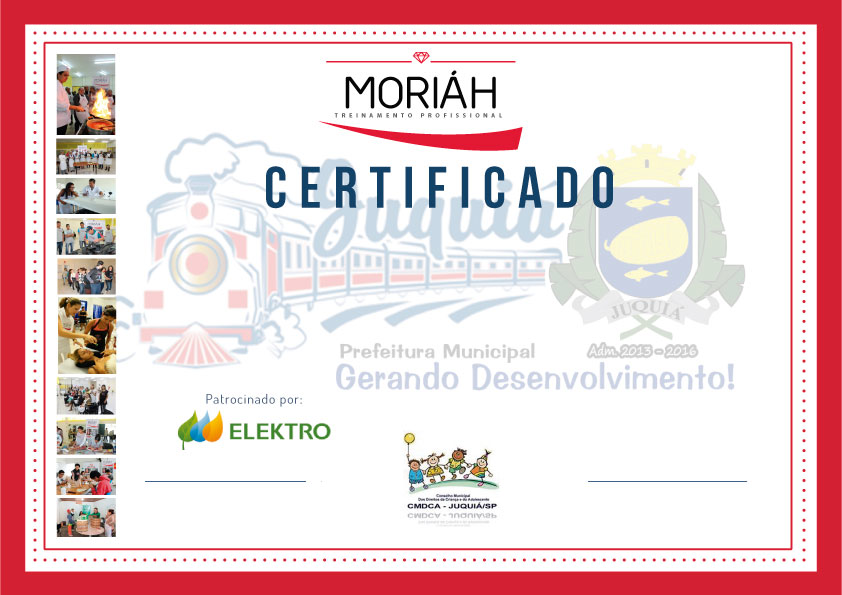 MORIÁH
TREINAMENTO PROFISSIONAL
CERTIFICADO
Juquiá
JUQUIÁ
Prefeitura Municipal
Adm. 2013 - 2016
Gerando Desenvolvimento!
Patrocinado por:
ELEKTRO
Conselho Municipal
Dos Direitos da Criança e do Adolescente
CMDCA - JUQUIÁ/SP